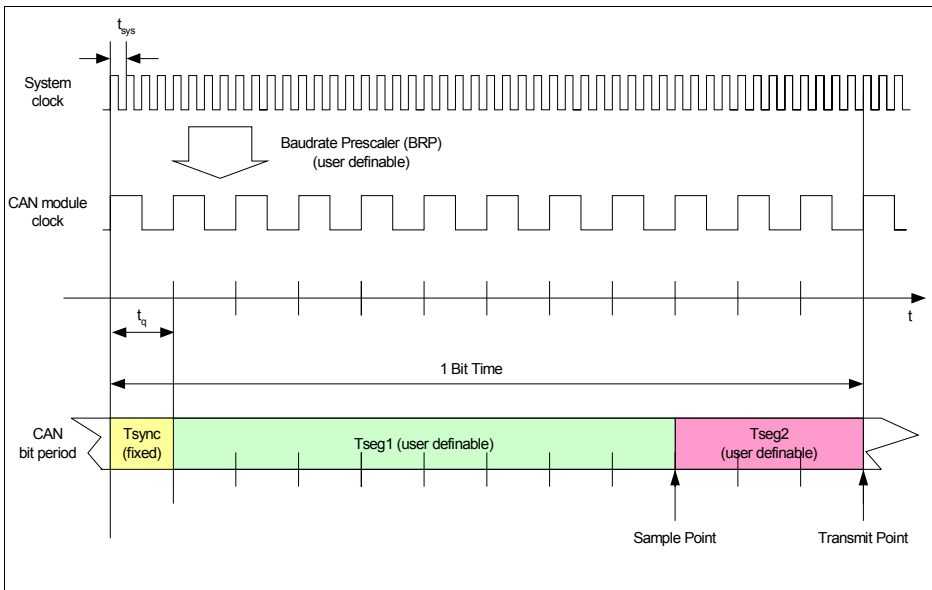 tsys
System
clock
Baudrate Prescaler (BRP)
(user definable)
CAN module
clock
t
tq
1 Bit Time
CAN
bit period
Tsync
(fixed)
Tseg1 (user definable)
Tseg2
(user definable)
Sample Point
Transmit Point